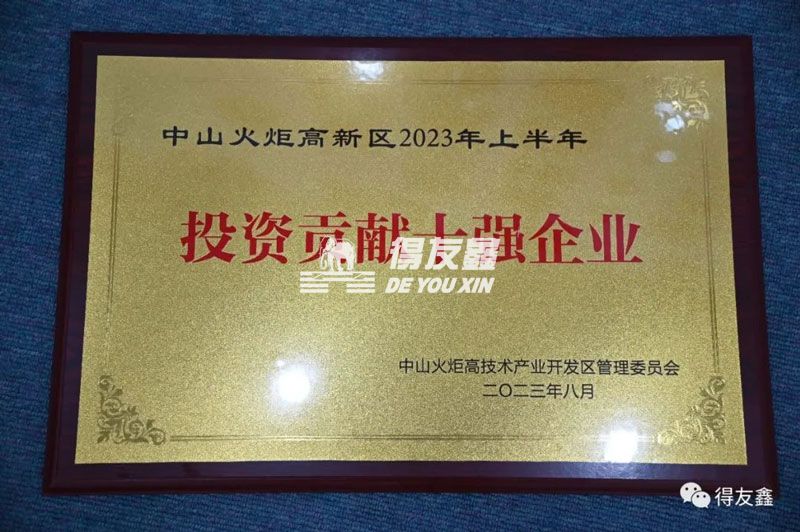 中山火炬高新区2023年上半年
投资贡献十强企业
得友鑫
DE YOU XIN
中山火炬高技术产业开发区管理委员会
二〇二三年八月
得友鑫